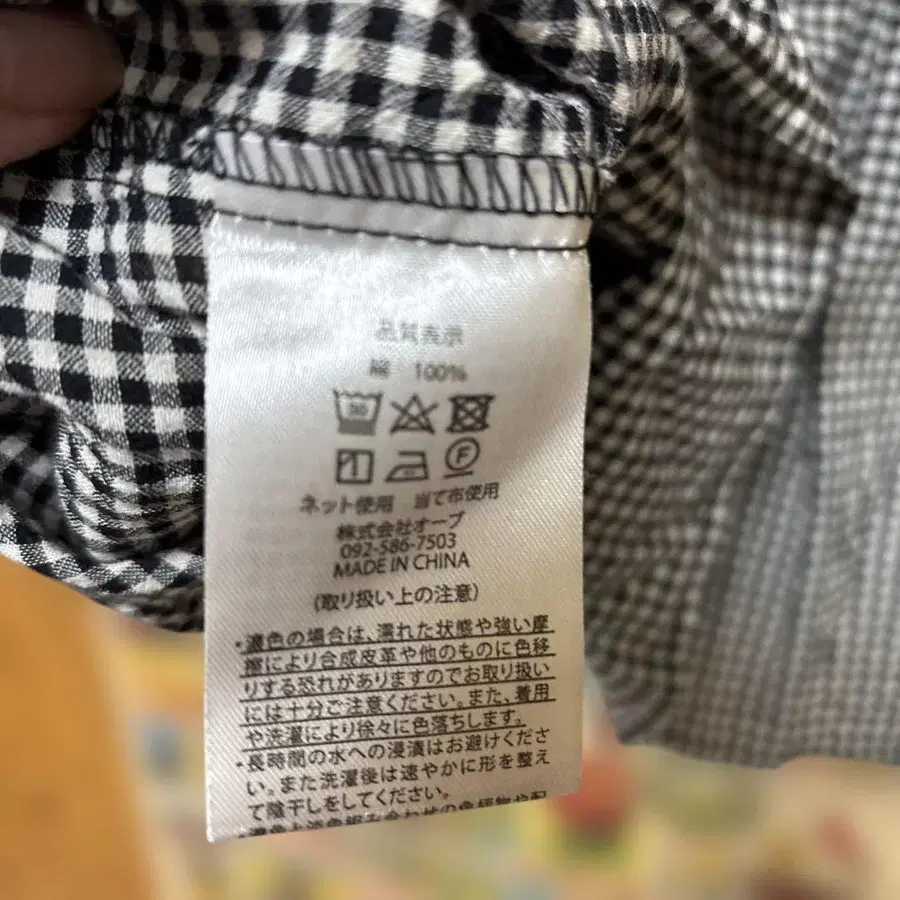 品質表示
綿 100%
30
F
ネット使用 当て布使用
株式会社オーブ
092-586-7503
MADE IN CHINA
(取り扱い上の注意)
・濃色の場合は、濡れた状態や強い摩
擦により合成皮革や他のものに色移
りする恐れがありますのでお取り扱い
には十分ご注意ください。また、着用
や洗濯により徐々に色落ちします。
・長時間の水への浸漬はお避けくださ
い。また洗濯後は速やかに形を整え
て陰干しをしてください。